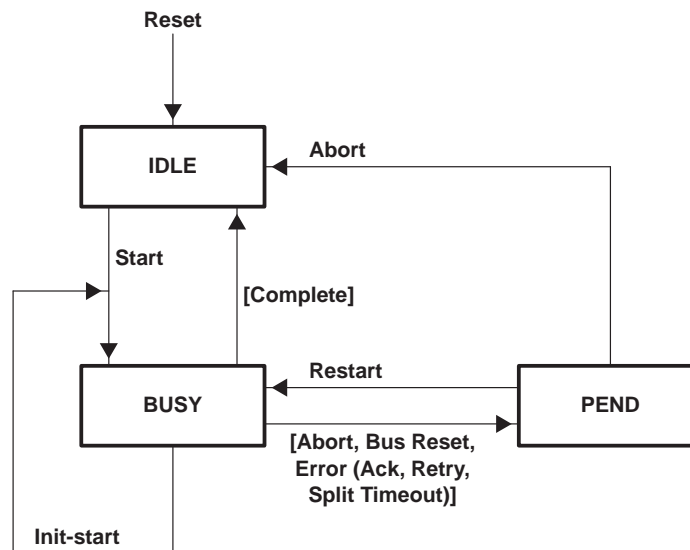 Reset
IDLE
Abort
Start
[Complete]
Restart
BUSY
PEND
[Abort, Bus Reset,
Error (Ack, Retry,
Split Timeout)]
Init-start